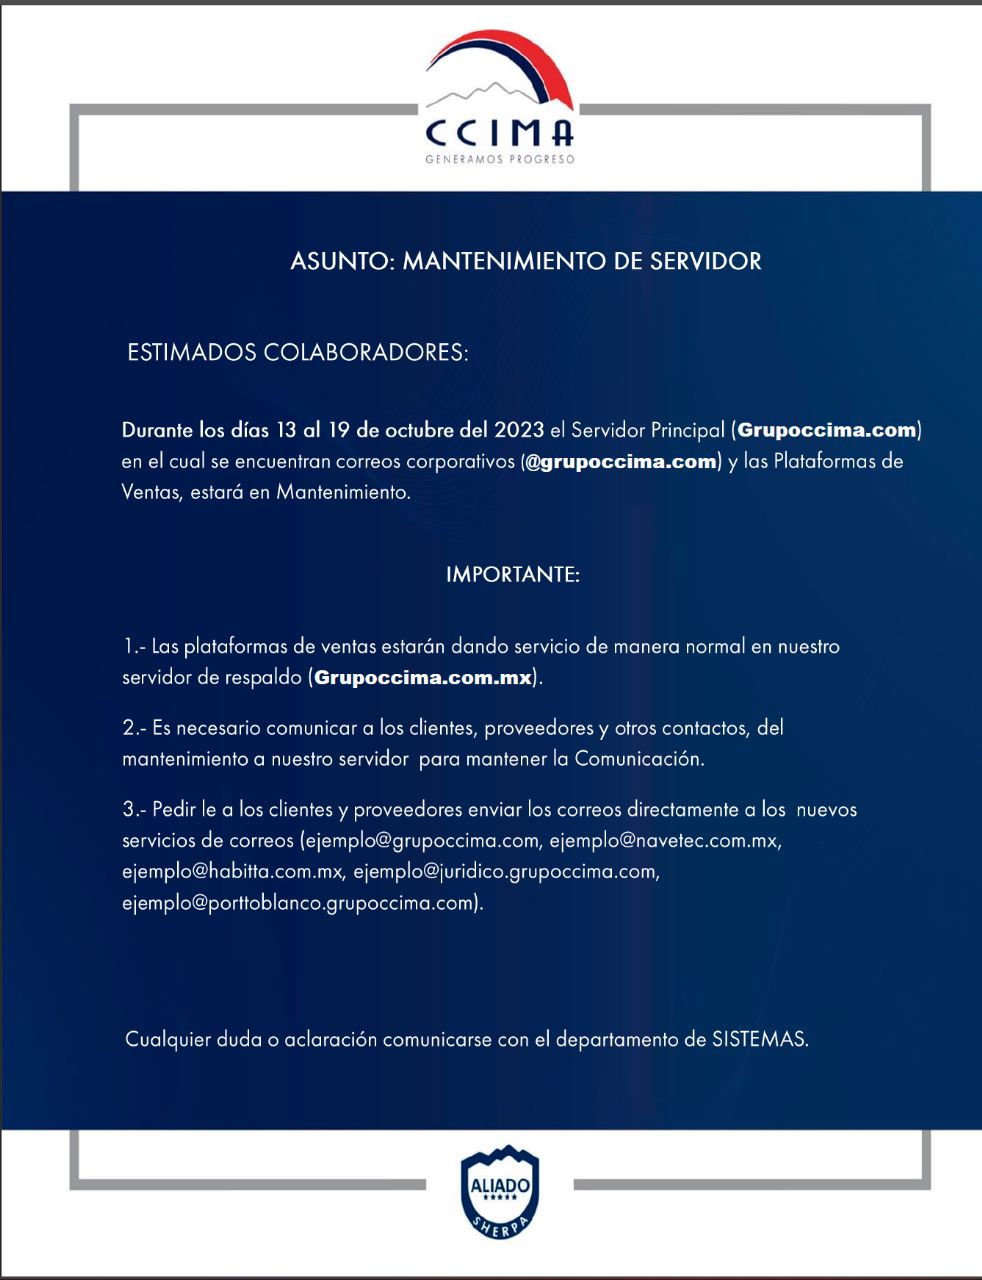 CCIMA
GENERAMOS PROGRESO
ASUNTO: MANTENIMIENTO DE SERVIDOR
ESTIMADOS COLABORADORES:
Durante los días 13 al 19 de octubre del 2023 el Servidor Principal (Grupoccima.com)
en el cual se encuentran correos corporativos (@grupoccima.com) y las Plataformas de
Ventas, estará en Mantenimiento.
IMPORTANTE:
1.- Las plataformas de ventas estarán dando servicio de manera normal en nuestro
servidor de respaldo (Grupoccima.com.mx).
2.- Es necesario comunicar a los clientes, proveedores y otros contactos, del
mantenimiento a nuestro servidor para mantener la Comunicación.
3.- Pedir le a los clientes y proveedores enviar los correos directamente a los nuevos
servicios de correos (ejemplo@grupoccima.com, ejemplo@navetec.com.mx,
ejemplo@habitta.com.mx, ejemplo@juridico.grupoccima.com,
ejemplo@porttoblanco.grupoccima.com).
Cualquier duda o aclaración comunicarse con el departamento de SISTEMAS.
ALIADO
SHERPA